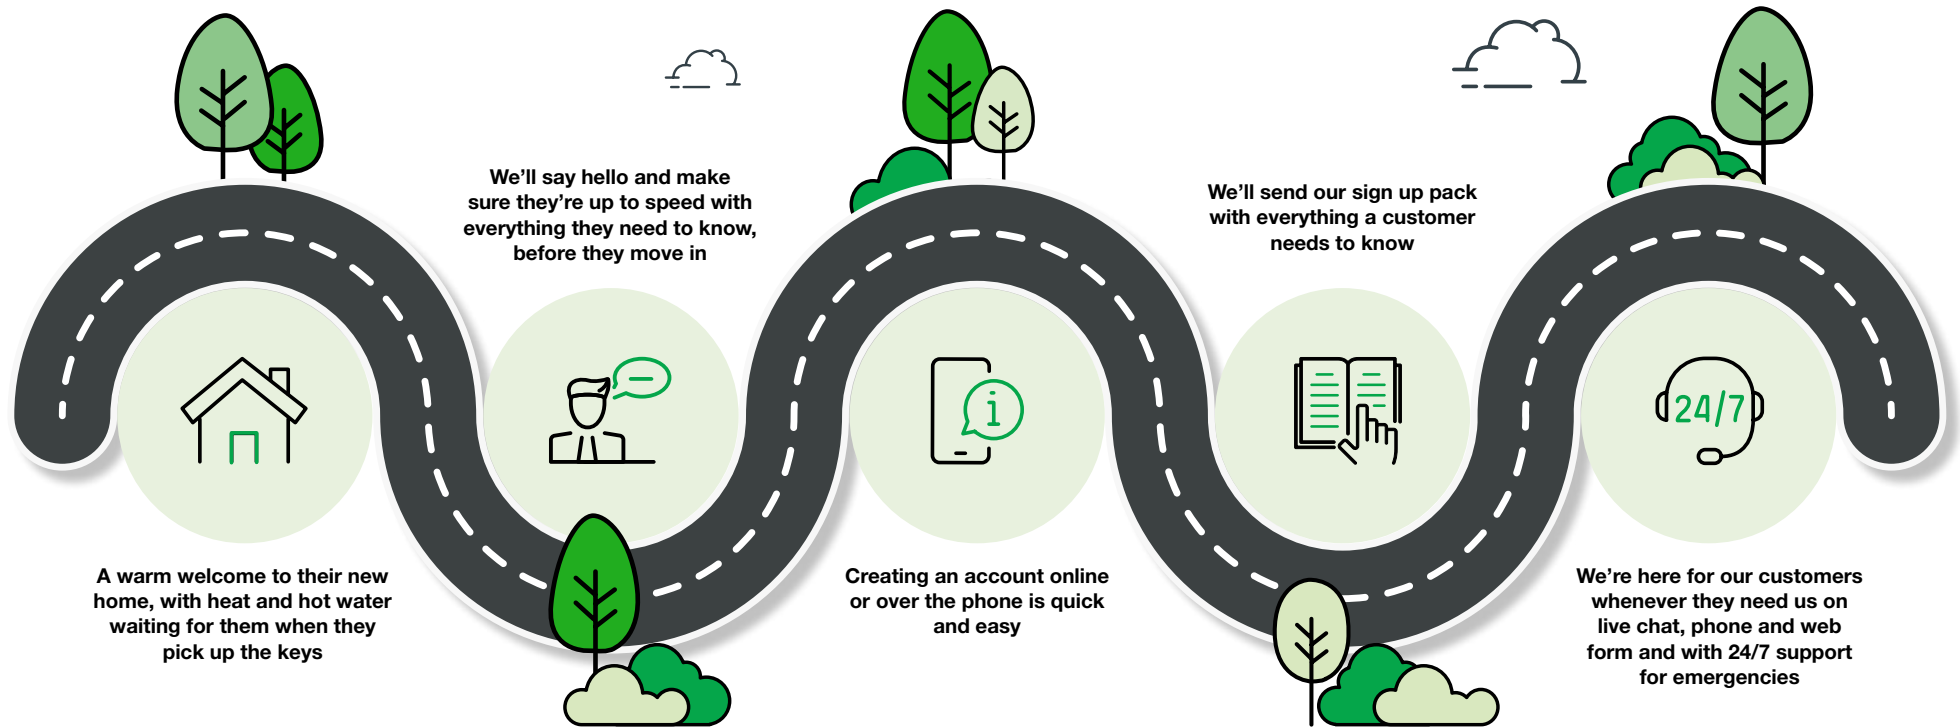 A warm welcome to their new
home, with heat and hot water
waiting for them when they
pick up the keys
We’ll say hello and make
sure they’re up to speed with
everything they need to know,
before they move in
Creating an account online
or over the phone is quick
and easy
i
We’ll send our sign up pack
with everything a customer
needs to know
24/7
We’re here for our customers
whenever they need us on
live chat, phone and web
form and with 24/7 support
for emergencies